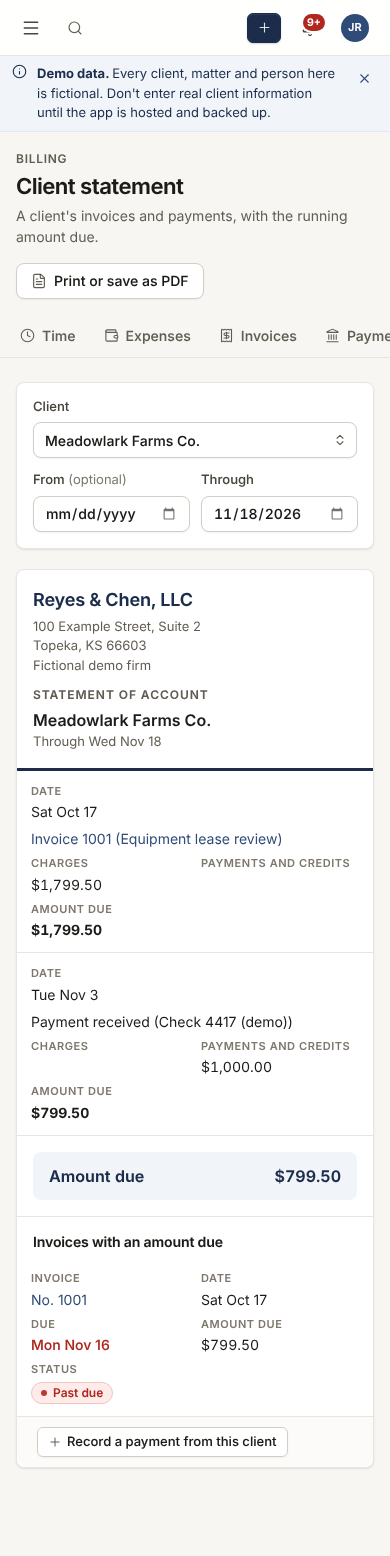 9+
JR
Demo data. Every client, matter and person here
is fictional. Don't enter real client information
until the app is hosted and backed up.
BILLING
Client statement
A client's invoices and payments, with the running
amount due.
Print or save as PDF
Time Expenses Invoices Payme
Client
Meadowlark Farms Co.
From (optional) Through
mm/dd/yyyy 11/18/2026
Reyes & Chen, LLC
100 Example Street, Suite 2
Topeka, KS 66603
Fictional demo firm
STATEMENT OF ACCOUNT
Meadowlark Farms Co.
Through Wed Nov 18
DATE
Sat Oct 17
Invoice 1001 (Equipment lease review)
CHARGES PAYMENTS AND CREDITS
$1,799.50
AMOUNT DUE
$1,799.50
DATE
Tue Nov 3
Payment received (Check 4417 (demo))
CHARGES PAYMENTS AND CREDITS
$1,000.00
AMOUNT DUE
$799.50
Amount due $799.50
Invoices with an amount due
INVOICE DATE
No. 1001 Sat Oct 17
DUE AMOUNT DUE
Mon Nov 16 $799.50
STATUS
Past due
Record a payment from this client